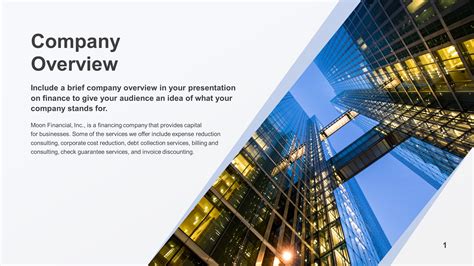 Company
Overview
Include a brief company overview in your presentation
on finance to give your audience an idea of what your
company stands for.
Moon Financial, Inc., is a financing company that provides capital
for businesses. Some of the services we offer include expense reduction
consulting, corporate cost reduction, debt collection services, billing and
consulting, check guarantee services, and invoice discounting.
1